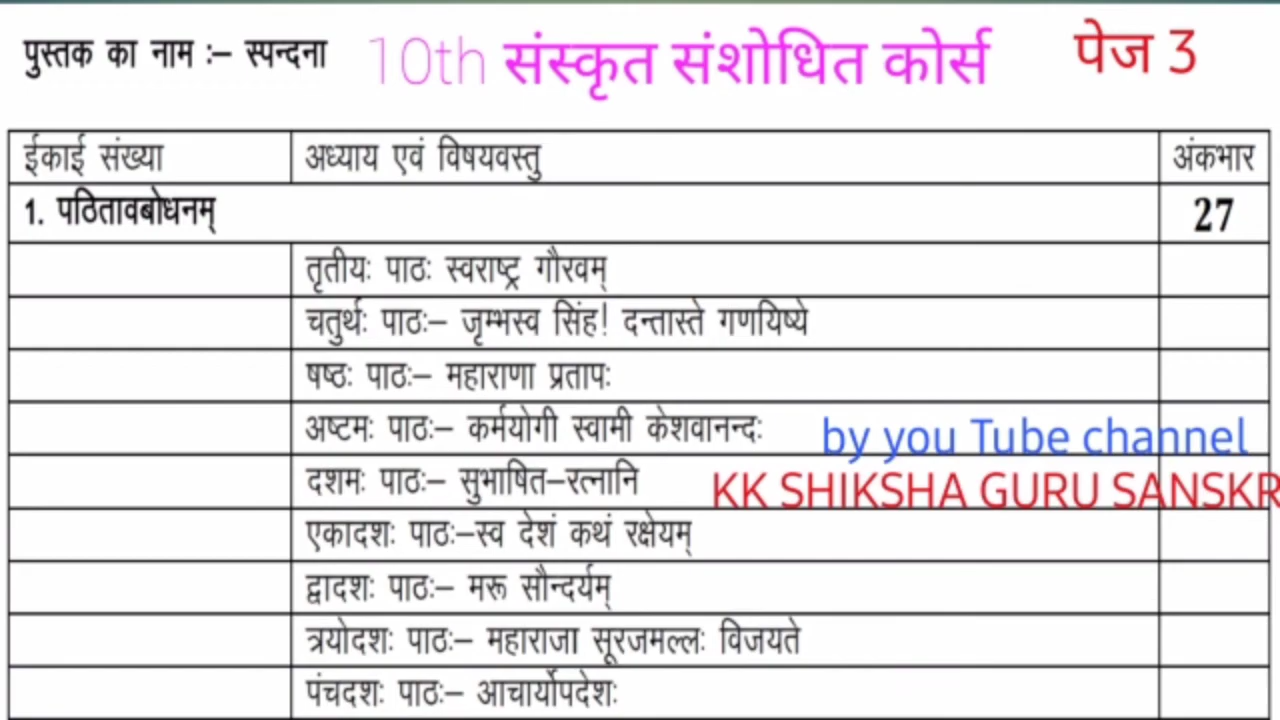 पुस्तक का नाम :– स्पन्दना 10th संस्कृत संशोधित कोर्स पेज 3
ईकाई संख्या अध्याय एवं विषयवस्तु अंकभार
1. पठितावबोधनम् 27
तृतीयः पाठः स्वराष्ट्र गौरवम्
चतुर्थः पाठः– जृम्भस्व सिंह! दन्तास्ते गणयिष्ये
षष्ठः पाठः– महाराणा प्रतापः
अष्टमः पाठः– कर्मयोगी स्वामी केशवानन्दः by you Tube channel
दशमः पाठः– सुभाषित–रत्नानि KK SHIKSHA GURU SANSKR
एकादशः पाठः–स्व देशं कथं रक्षेयम्
द्वादशः पाठः– मरू सौन्दर्यम्
त्रयोदशः पाठः– महाराजा सूरजमल्लः विजयते
पंचदशः पाठः– आचार्योपदेशः